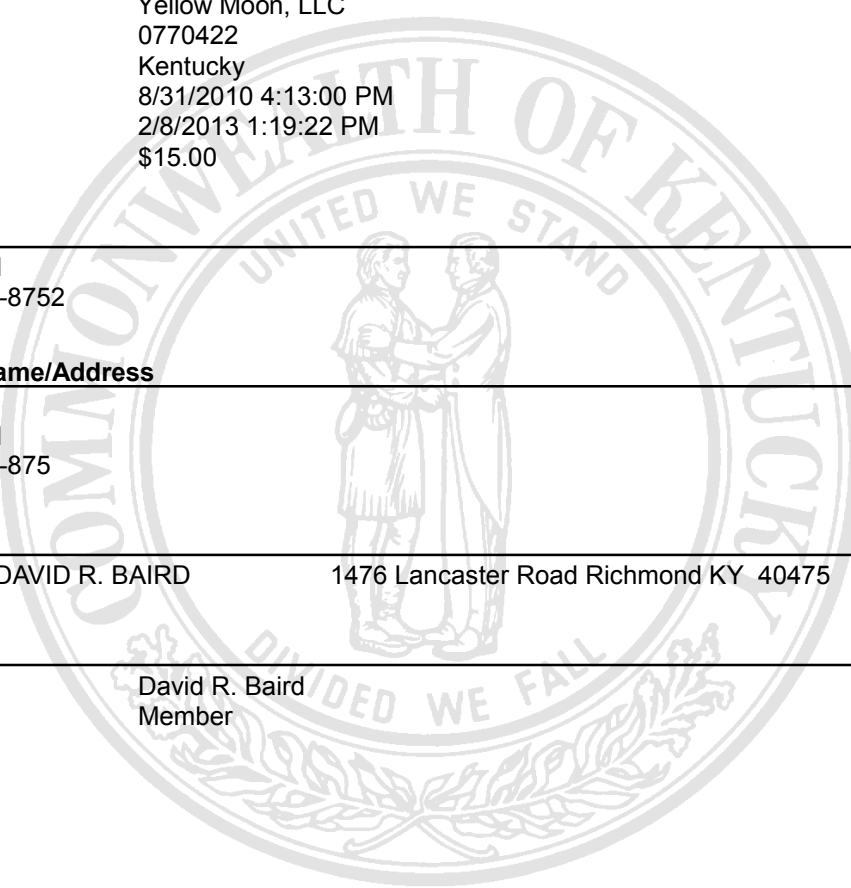 Yellow Moon, LLC
0770422
Kentucky
8/31/2010 4:13:00 PM
2/8/2013 1:19:22 PM
$15.00
COMMONWEALTH OF KENTUCKY
UNITED WE STAND
-8752
ame/Address
-875
DAVID R. BAIRD 1476 Lancaster Road Richmond KY 40475
David R. Baird
Member
DIVIDED WE FALL